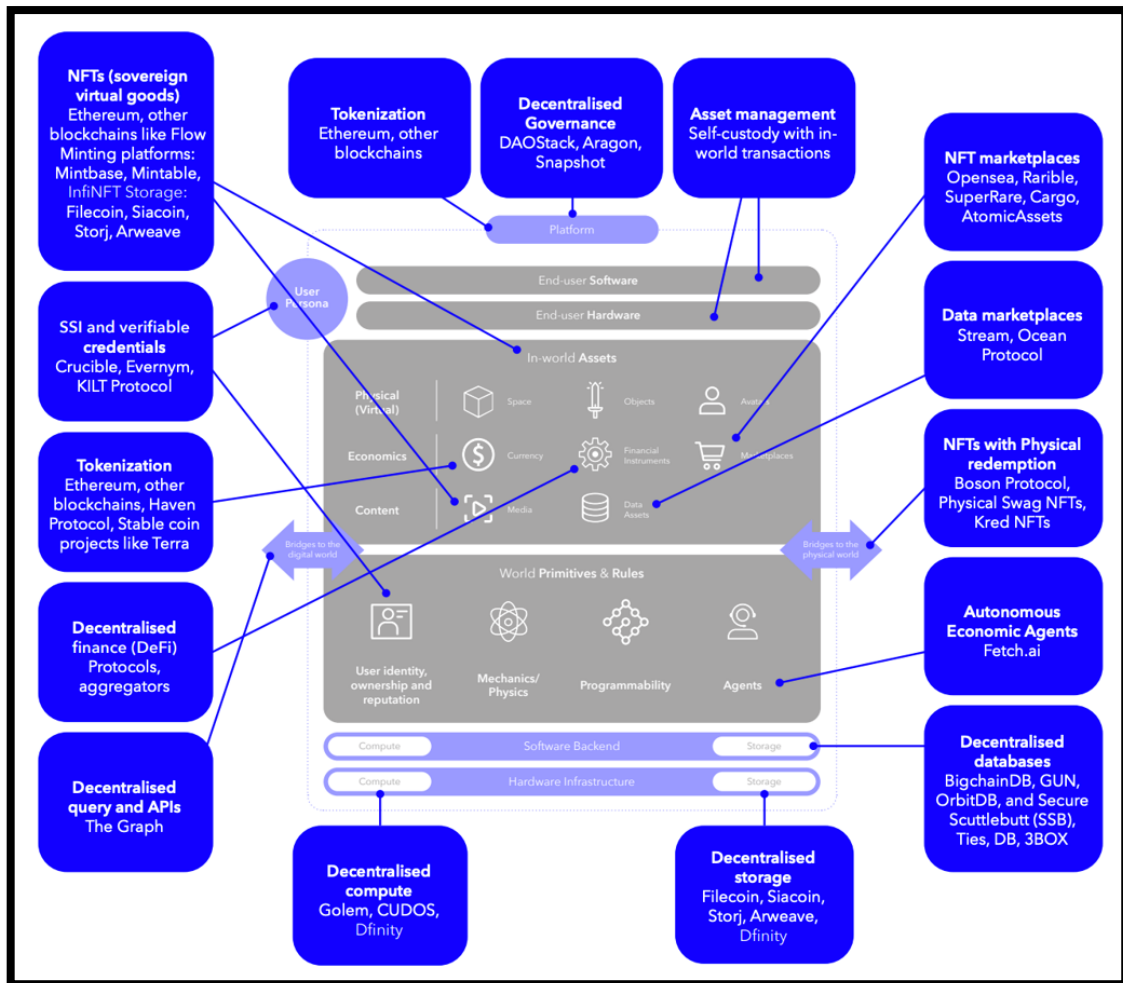 NFTs (sovereign
virtual goods)
Ethereum, other
blockchains like Flow
Minting platforms:
Mintbase, Mintable,
InfiNFT Storage:
Filecoin, Siacoin,
Storj, Arweave
Tokenization
Ethereum, other
blockchains
Decentralised
Governance
DAOStack, Aragon,
Snapshot
Asset management
Self-custody with in-
world transactions
NFT marketplaces
Opensea, Rarible,
SuperRare, Cargo,
AtomicAssets
Platform
End-user Software
User
Persona
End-user Hardware
SSI and verifiable
credentials
Crucible, Evernym,
KILT Protocol
Data marketplaces
Stream, Ocean
Protocol
In-world Assets
Physical
(Virtual)
Space
Objects
Avatar
Economics
Currency
Financial
Instruments
Marketplaces
Content
Media
Data
Assets
Tokenization
Ethereum, other
blockchains, Haven
Protocol, Stable coin
projects like Terra
NFTs with Physical
redemption
Boson Protocol,
Physical Swag NFTs,
Kred NFTs
Bridges to the
digital world
Bridges to the
physical world
World Primitives & Rules
User identity,
ownership and
reputation
Mechanics/
Physics
Programmability
Agents
Decentralised
finance (DeFi)
Protocols,
aggregators
Autonomous
Economic Agents
Fetch.ai
Compute
Software Backend
Storage
Compute
Hardware Infrastructure
Storage
Decentralised
query and APIs
The Graph
Decentralised
databases
BigchainDB, GUN,
OrbitDB, and Secure
Scuttlebutt (SSB),
Ties, DB, 3BOX
Decentralised
compute
Golem, CUDOS,
Dfinity
Decentralised
storage
Filecoin, Siacoin,
Storj, Arweave,
Dfinity